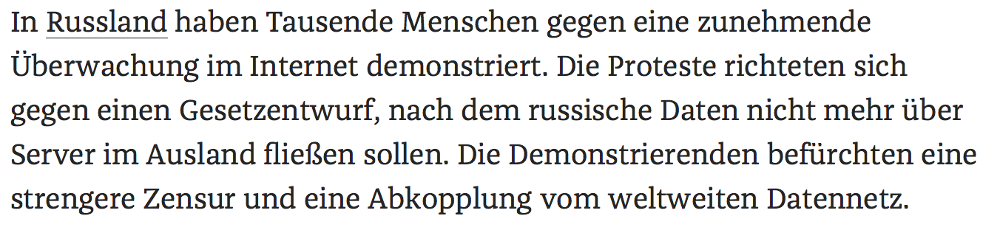 In Russland haben Tausende Menschen gegen eine zunehmende
Überwachung im Internet demonstriert. Die Proteste richteten sich
gegen einen Gesetzentwurf, nach dem russische Daten nicht mehr über
Server im Ausland fließen sollen. Die Demonstrierenden befürchten eine
strengere Zensur und eine Abkopplung vom weltweiten Datennetz.